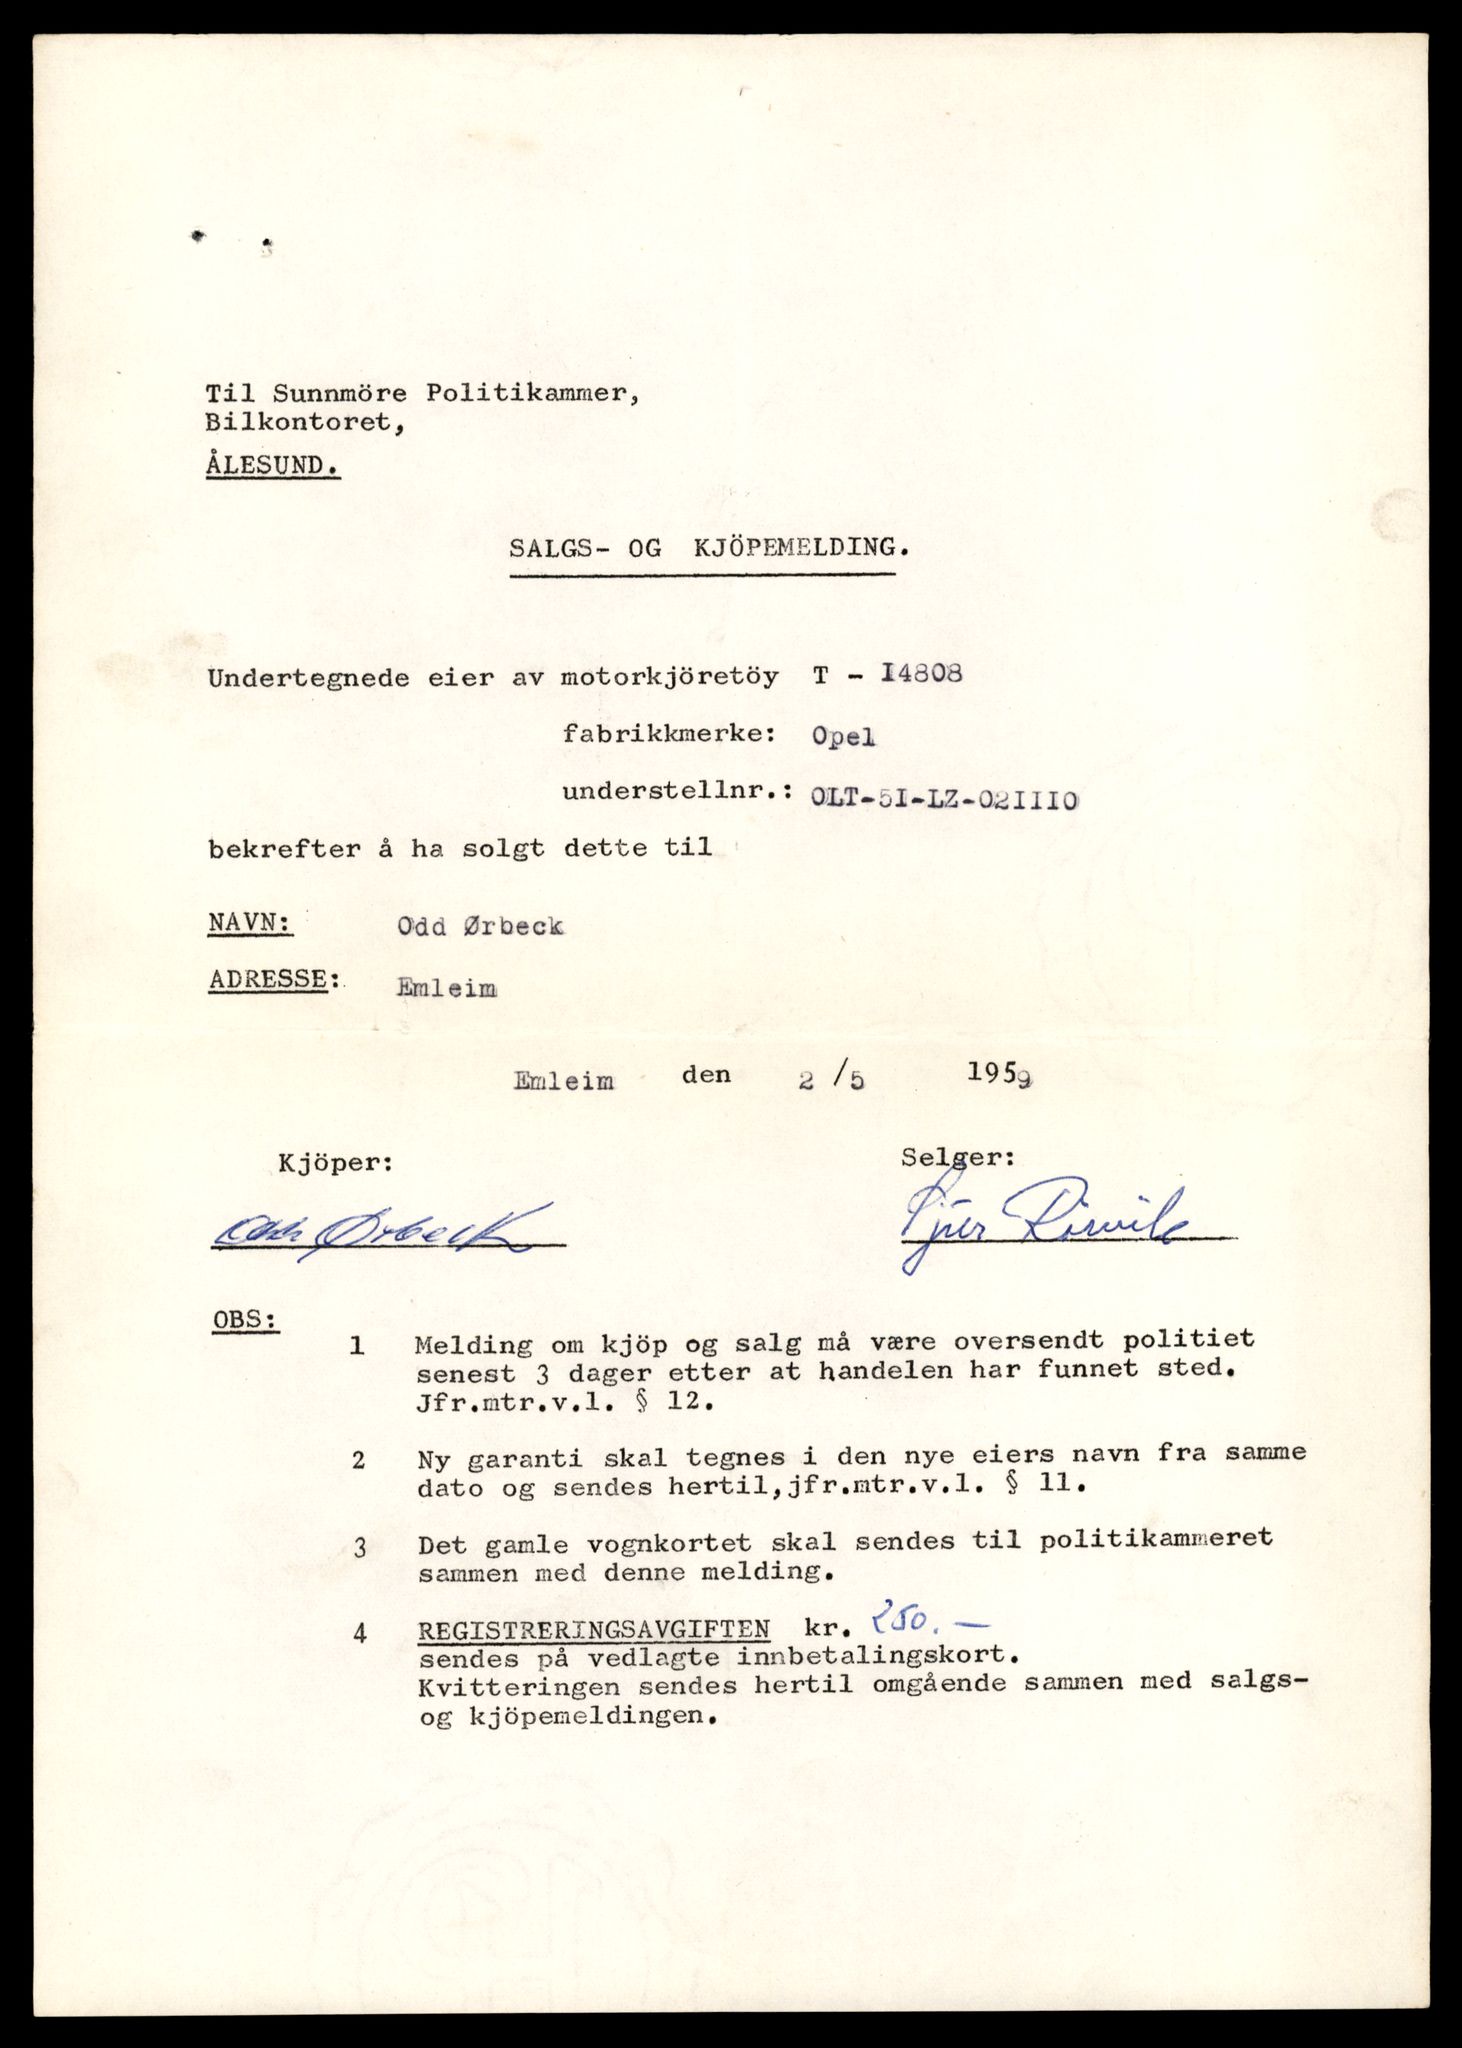 Til Sunnmöre Politikammer,
Bilkontoret,
ÅLESUND.
SALGS- OG KJÖPEMELDING.
Undertegnede eier av motorkjöretöy T - I4808
fabrikkmerke: Opel
understellnr.: OLT-5I-LZ-02IIIO
bekrefter å ha solgt dette til
NAVN: Odd Ørbeck
ADRESSE: Emleim
Emleim den 2/5 1959
Kjöper: Selger:
Odd Ørbeck Rørvik
OBS:
1 Melding om kjöp og salg må være oversendt politiet
senest 3 dager etter at handelen har funnet sted.
Jfr.mtr.v.l. § 12.
2 Ny garanti skal tegnes i den nye eiers navn fra samme
dato og sendes hertil,jfr.mtr.v.l. § 11.
3 Det gamle vognkortet skal sendes til politikammeret
sammen med denne melding.
4 REGISTRERINGSAVGIFTEN kr. 250.—
sendes på vedlagte innbetalingskort.
Kvitteringen sendes hertil omgående sammen med salgs-
og kjöpemeldingen.